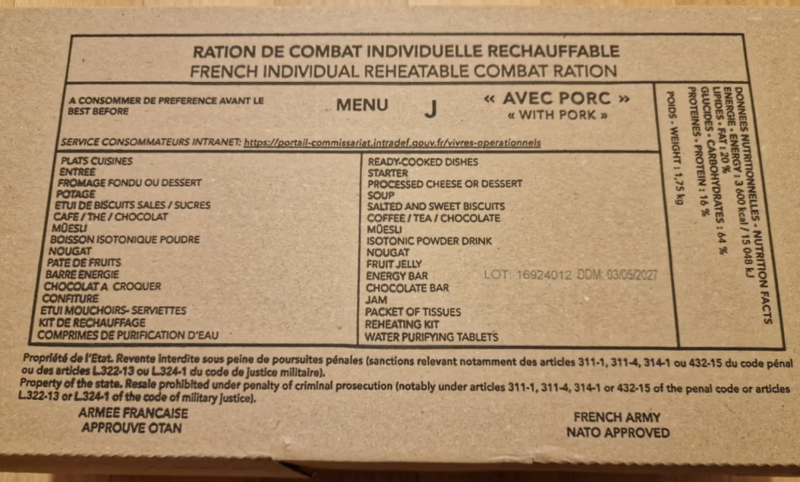 RATION DE COMBAT INDIVIDUELLE RECHAUFFABLE
FRENCH INDIVIDUAL REHEATABLE COMBAT RATION
A CONSOMMER DE PREFERENCE AVANT LE
BEST BEFORE
MENU J
« AVEC PORC »
« WITH PORK »
SERVICE CONSOMMATEURS INTRANET: https://portail-commissariat.intradef.gouv.fr/vivres-operationnels
PLATS CUISINES
ENTREE
FROMAGE FONDU OU DESSERT
POTAGE
ETUI DE BISCUITS SALES / SUCRES
CAFE / THE / CHOCOLAT
MÜESLI
BOISSON ISOTONIQUE POUDRE
NOUGAT
PATE DE FRUITS
BARRE ENERGIE
CHOCOLAT A CROQUER
CONFITURE
ETUI MOUCHOIRS- SERVIETTES
KIT DE RECHAUFFAGE
COMPRIMES DE PURIFICATION D'EAU
READY-COOKED DISHES
STARTER
PROCESSED CHEESE OR DESSERT
SOUP
SALTED AND SWEET BISCUITS
COFFEE / TEA / CHOCOLATE
MÜESLI
ISOTONIC POWDER DRINK
NOUGAT
FRUIT JELLY
ENERGY BAR
CHOCOLATE BAR
JAM
PACKET OF TISSUES
REHEATING KIT
WATER PURIFYING TABLETS
LOT: 16924012 DDM. 03/05/2027
DONNEES NUTRITIONNELLES - NUTRITION FACTS
ENERGIE - ENERGY : 3 600 kcal / 15 048 kJ
LIPIDES - FAT : 20 %
GLUCIDES - CARBOHYDRATES : 64 %
PROTEINES - PROTEIN : 16 %
POIDS - WEIGHT : 1,75 kg
Propriété de l'Etat. Revente interdite sous peine de poursuites pénales (sanctions relevant notamment des articles 311-1, 311-4, 314-1 ou 432-15 du code pénal
ou des articles L.322-13 ou L.324-1 du code de justice militaire).
Property of the state. Resale prohibited under penalty of criminal prosecution (notably under articles 311-1, 311-4, 314-1 or 432-15 of the penal code or articles
L.322-13 or L.324-1 of the code of military justice).
ARMEE FRANCAISE
APPROUVE OTAN
FRENCH ARMY
NATO APPROVED